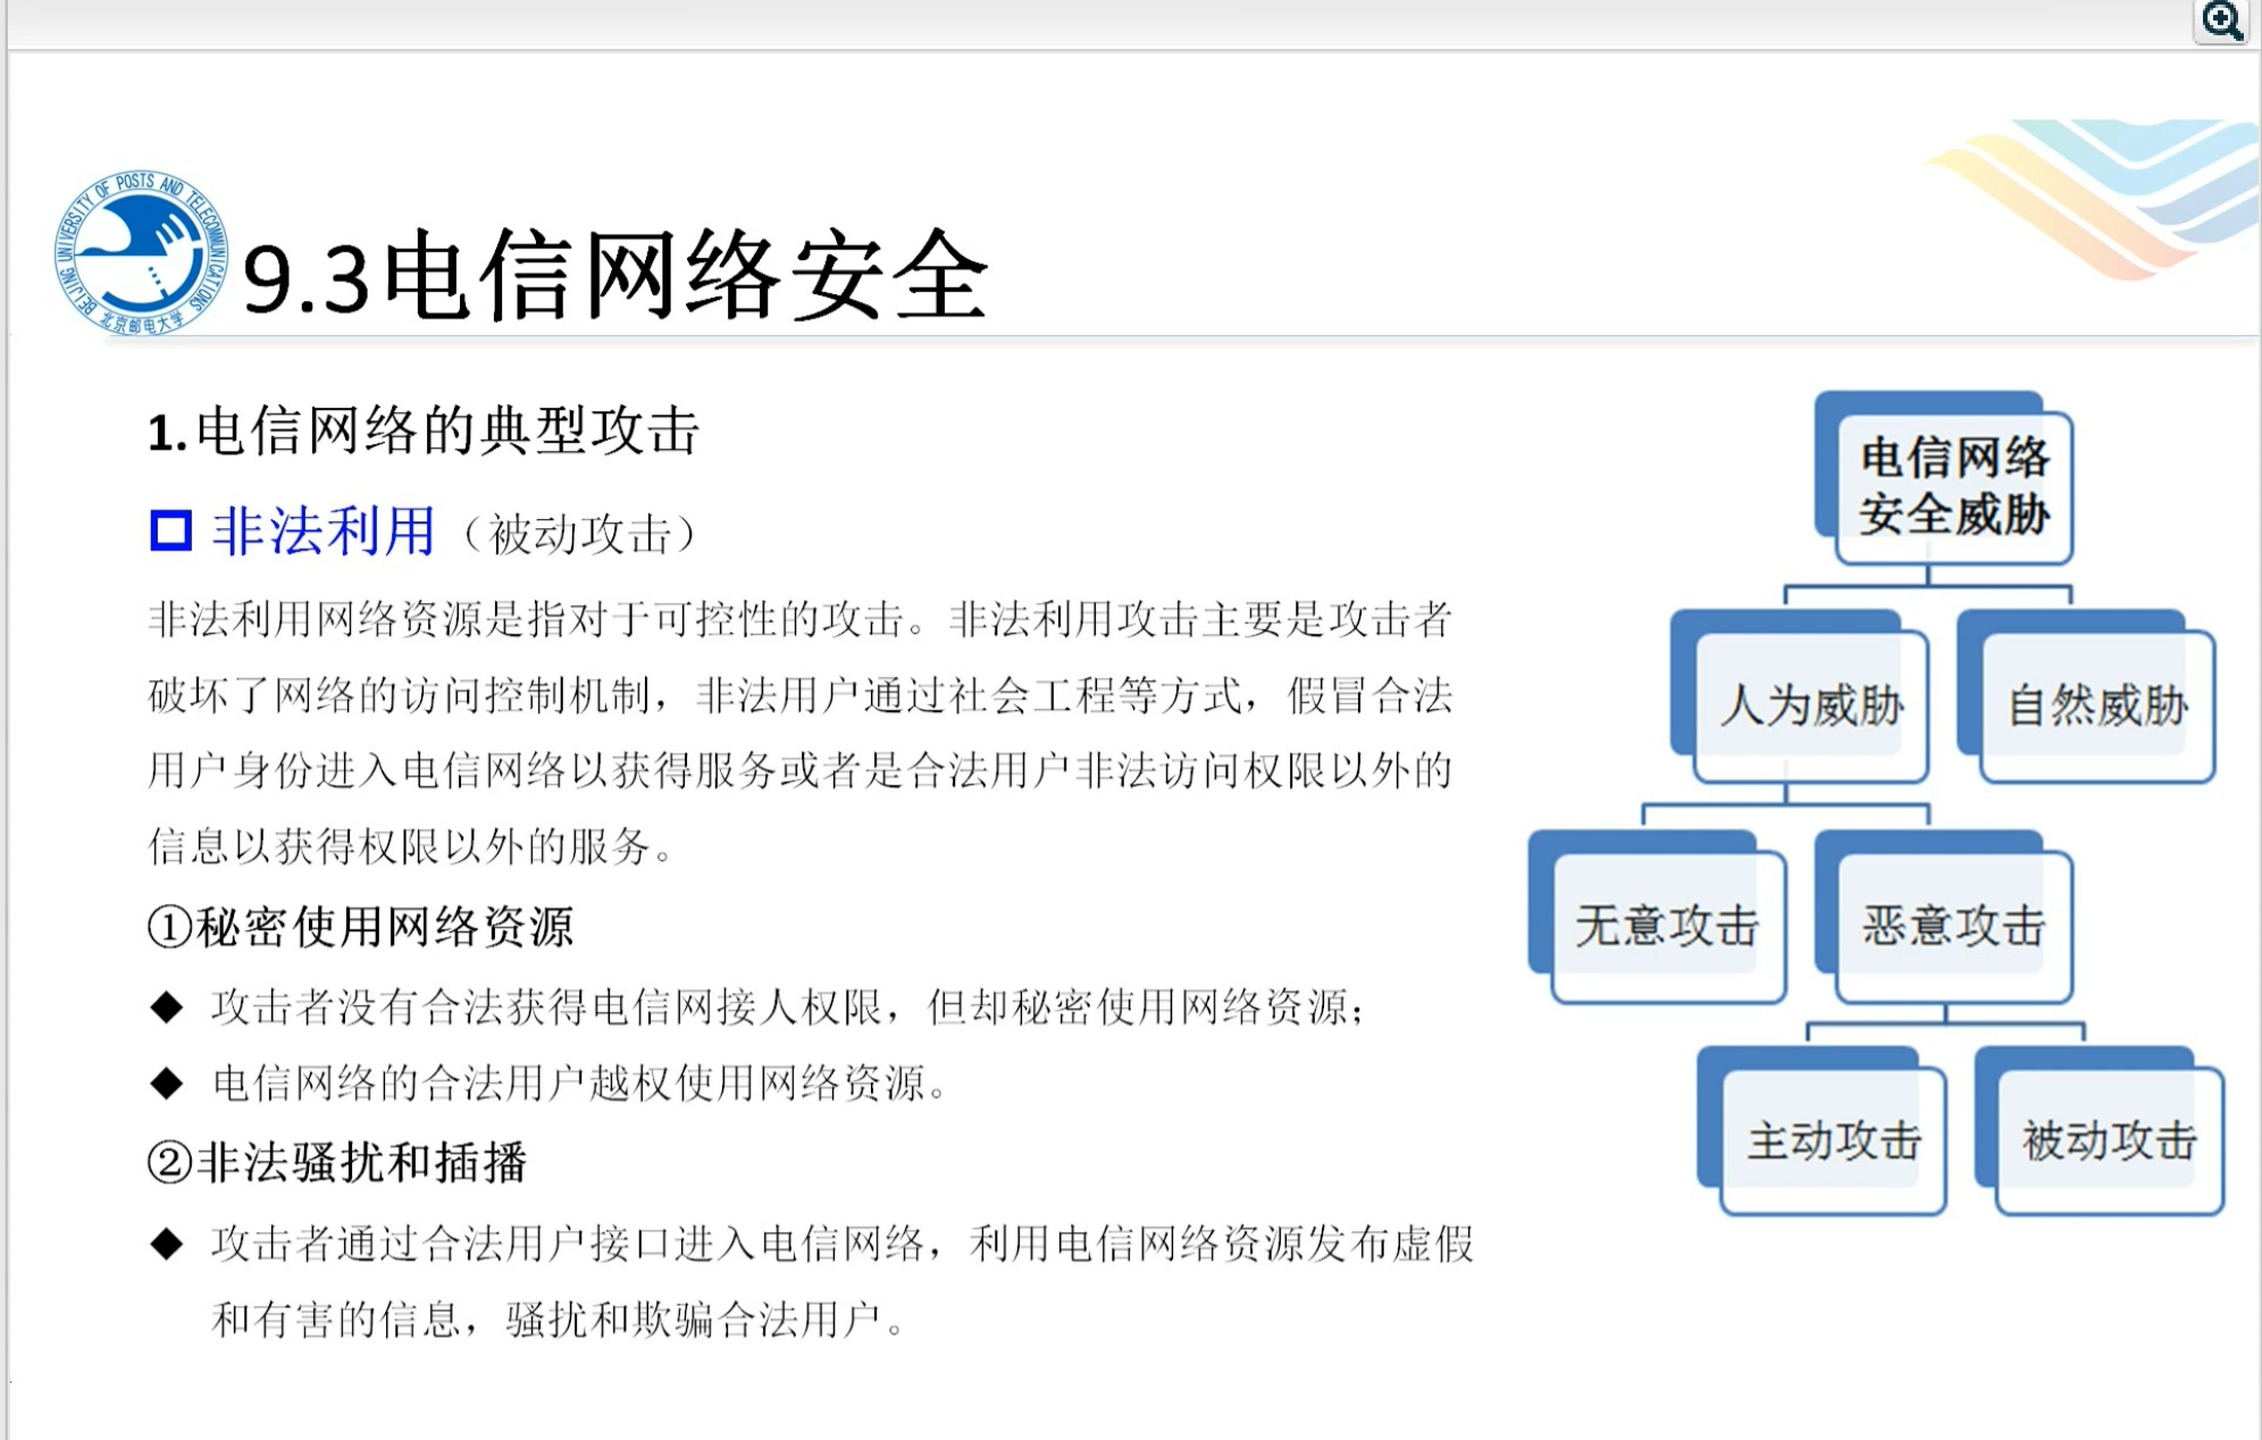 BEIJING UNIVERSITY OF POSTS AND TELECOMMUNICATIONS
北京邮电大学
9.3电信网络安全
1.电信网络的典型攻击
非法利用（被动攻击）
非法利用网络资源是指对于可控性的攻击。非法利用攻击主要是攻击者
破坏了网络的访问控制机制，非法用户通过社会工程等方式，假冒合法
用户身份进入电信网络以获得服务或者是合法用户非法访问权限以外的
信息以获得权限以外的服务。
①秘密使用网络资源
◆ 攻击者没有合法获得电信网接人权限，但却秘密使用网络资源；
◆ 电信网络的合法用户越权使用网络资源。
②非法骚扰和插播
◆ 攻击者通过合法用户接口进入电信网络，利用电信网络资源发布虚假
和有害的信息，骚扰和欺骗合法用户。
电信网络
安全威胁
人为威胁
自然威胁
无意攻击
恶意攻击
主动攻击
被动攻击